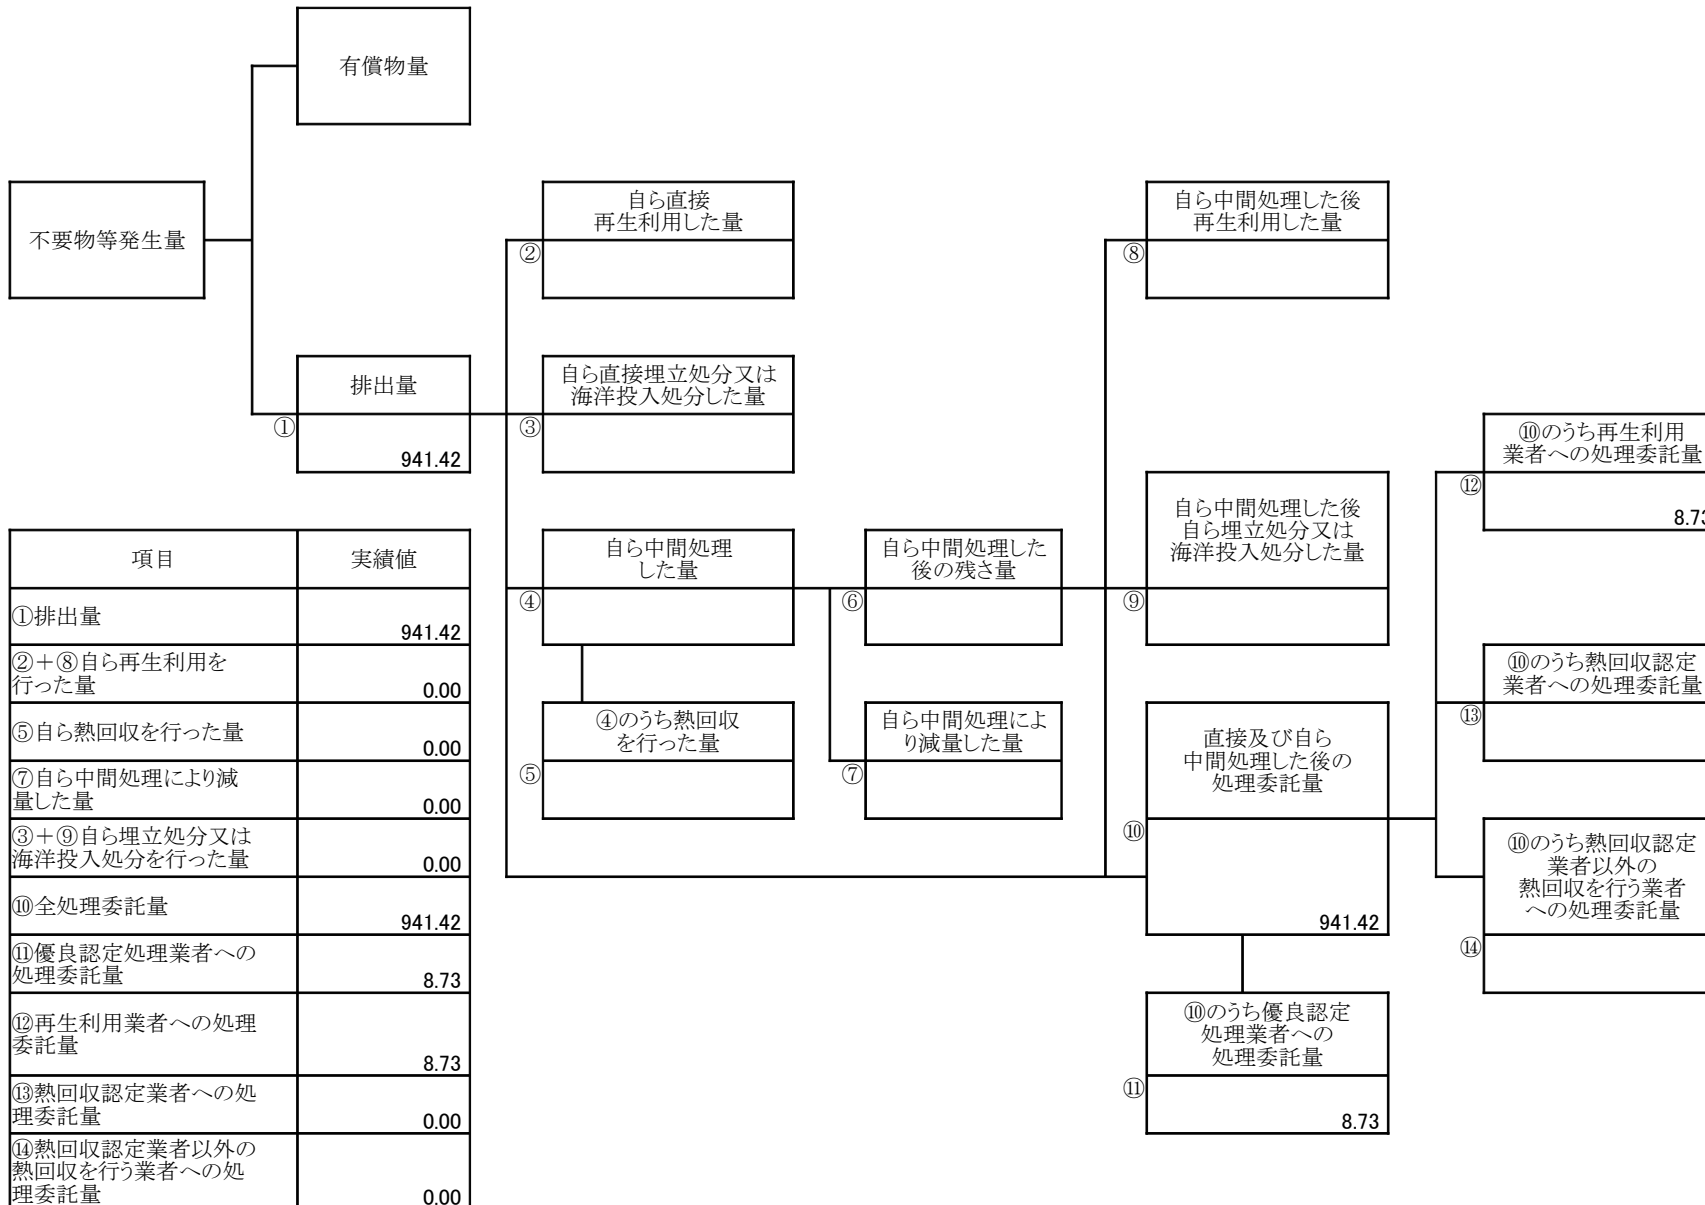 有償物量
不要物等発生量
自ら直接
再生利用した量
②
自ら中間処理した後
再生利用した量
⑧
排出量
①
941.42
自ら直接埋立処分又は
海洋投入処分した量
③
⑩のうち再生利用
業者への処理委託量
⑫
8.73
自ら中間処理
した量
④
自ら中間処理した
後の残さ量
⑥
自ら中間処理した後
自ら埋立処分又は
海洋投入処分した量
⑨
⑩のうち熱回収認定
業者への処理委託量
⑬
④のうち熱回収
を行った量
⑤
自ら中間処理によ
り減量した量
⑦
直接及び自ら
中間処理した後の
処理委託量
⑩
941.42
⑩のうち熱回収認定
業者以外の
熱回収を行う業者
への処理委託量
⑭
⑩のうち優良認定
処理業者への
処理委託量
⑪
8.73
項目
実績値
①排出量
941.42
②＋⑧自ら再生利用を
行った量
0.00
⑤自ら熱回収を行った量
0.00
⑦自ら中間処理により減
量した量
0.00
③＋⑨自ら埋立処分又は
海洋投入処分を行った量
0.00
⑩全処理委託量
941.42
⑪優良認定処理業者への
処理委託量
8.73
⑫再生利用業者への処理
委託量
8.73
⑬熱回収認定業者への処
理委託量
0.00
⑭熱回収認定業者以外の
熱回収を行う業者への処
理委託量
0.00